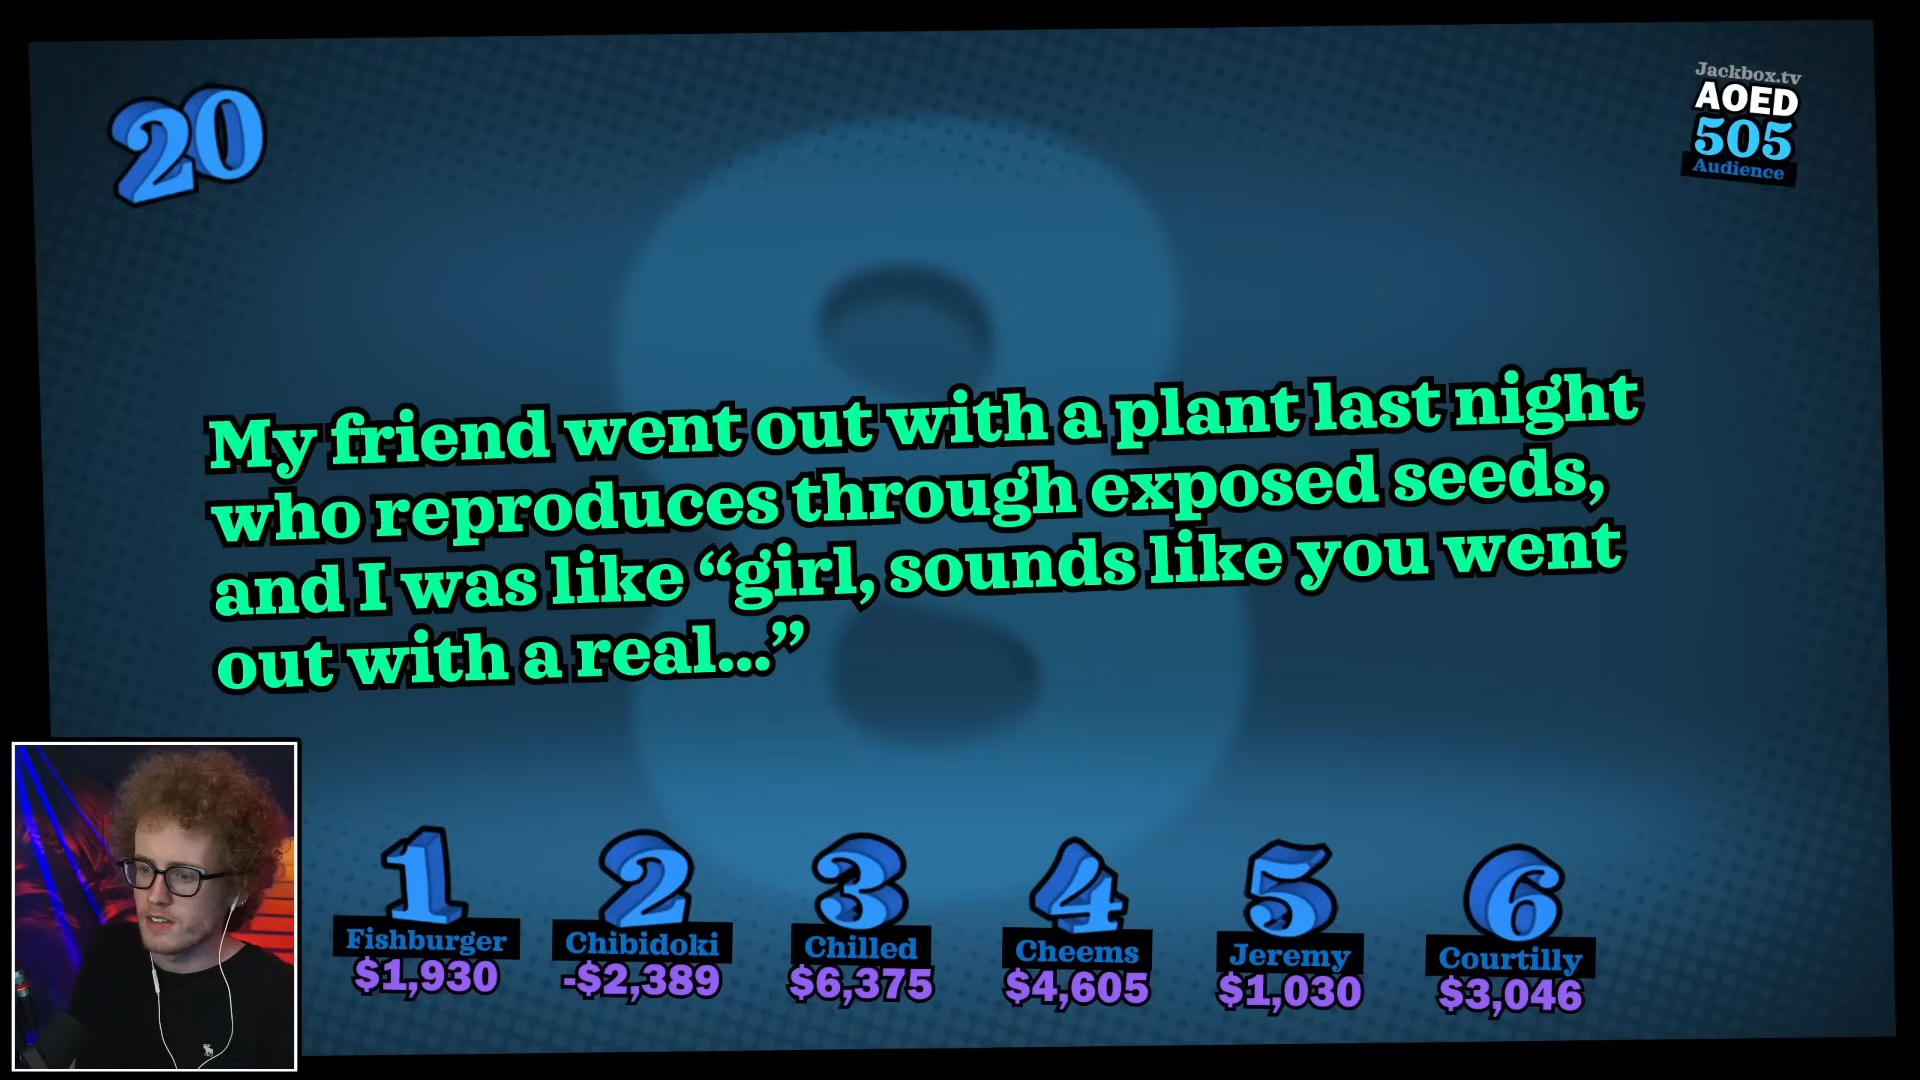 20
Jackbox.tv
AOED
505
Audience
My friend went out with a plant last night
who reproduces through exposed seeds,
and I was like “girl, sounds like you went
out with a real...”
8
1
Fishburger
$1,930
2
Chibidoki
-$2,389
3
Chilled
$6,375
4
Cheems
$4,605
5
Jeremy
$1,030
6
Courtilly
$3,046